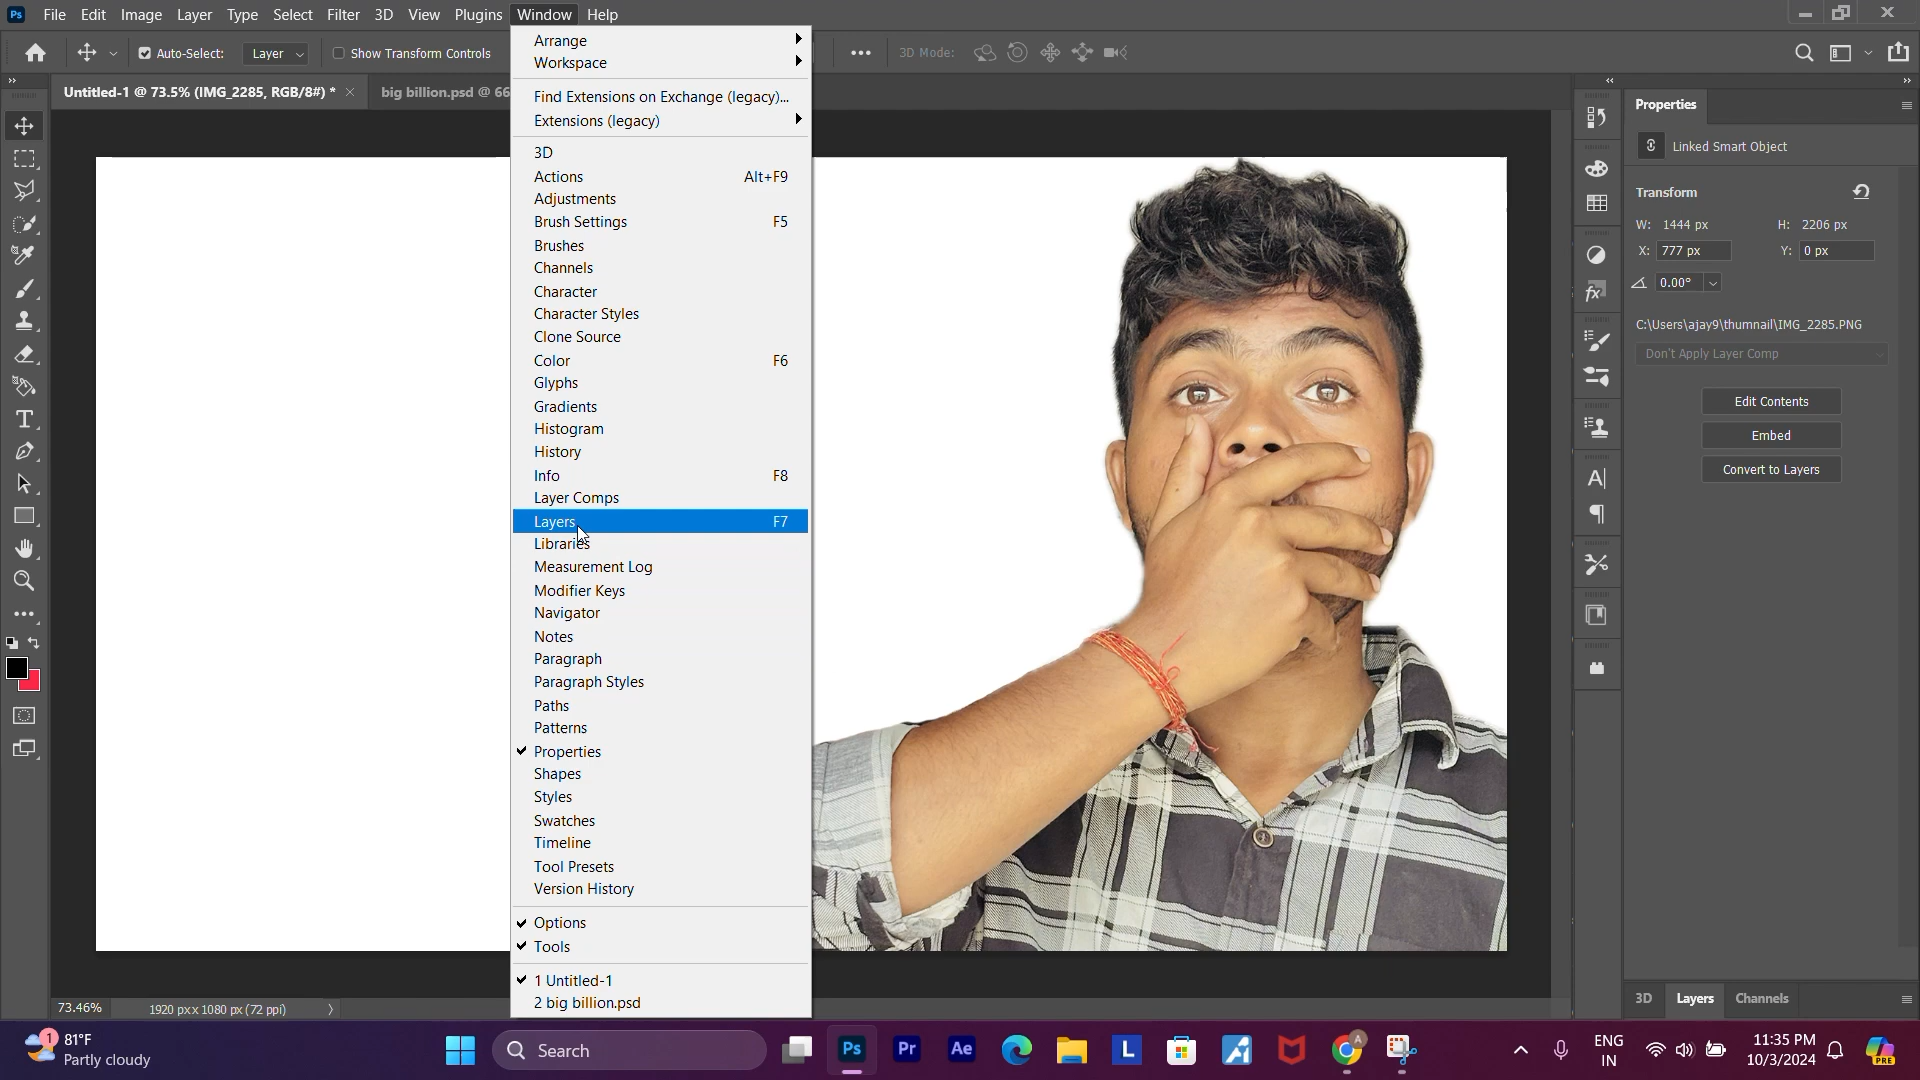 Ps File Edit Image Layer Type Select Filter 3D View Plugins Window Help
Auto-Select: Layer Show Transform Controls 3D Mode:
Untitled-1 @ 73.5% (IMG_2285, RGB/8#) * big billion.psd @ 66
Arrange
Workspace
Find Extensions on Exchange (legacy)...
Extensions (legacy)
3D
Actions Alt+F9
Adjustments
Brush Settings F5
Brushes
Channels
Character
Character Styles
Clone Source
Color F6
Glyphs
Gradients
Histogram
History
Info F8
Layer Comps
Layers F7
Libraries
Measurement Log
Modifier Keys
Navigator
Notes
Paragraph
Paragraph Styles
Paths
Patterns
Properties
Shapes
Styles
Swatches
Timeline
Tool Presets
Version History
Options
Tools
1 Untitled-1
2 big billion.psd
Properties
Linked Smart Object
Transform
W: 1444 px H: 2206 px
X: 777 px Y: 0 px
0.00°
C:\Users\ajay9\thumnail\IMG_2285.PNG
Don't Apply Layer Comp
Edit Contents
Embed
Convert to Layers
3D Layers Channels
73.46% 1920 px x 1080 px (72 ppi)
1
81°F
Partly cloudy
Search
Ps Pr Ae L A
ENG
IN
11:35 PM
10/3/2024
PRE